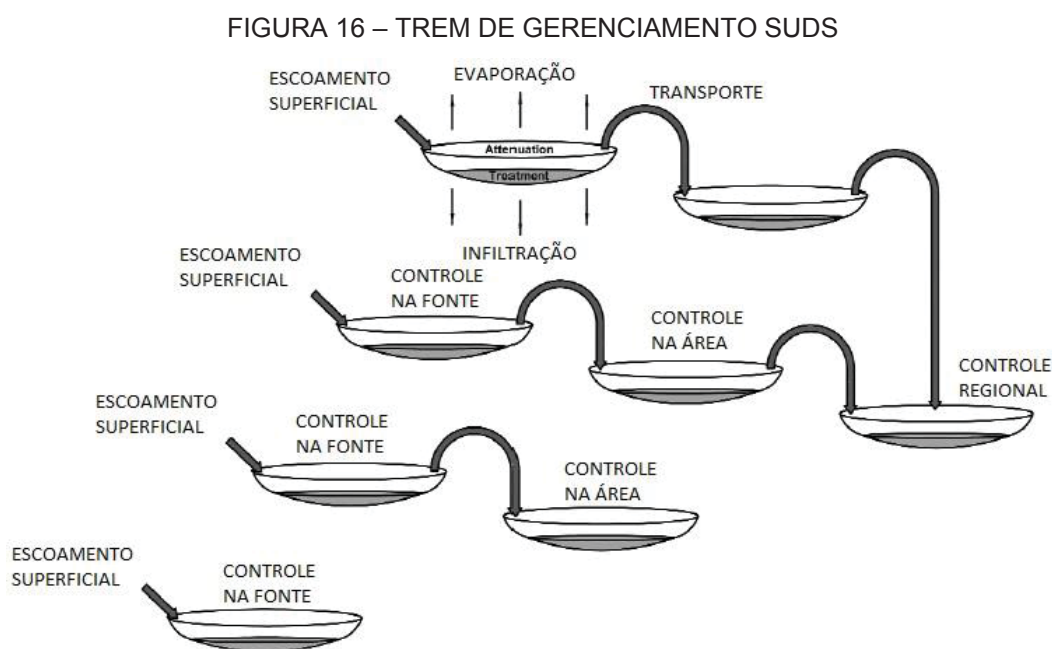 FIGURA 16 – TREM DE GERENCIAMENTO SUDS
ESCOAMENTO
SUPERFICIAL
EVAPORAÇÃO
TRANSPORTE
Attenuation
Treatment
INFILTRAÇÃO
ESCOAMENTO
SUPERFICIAL
CONTROLE
NA FONTE
CONTROLE
NA ÁREA
CONTROLE
REGIONAL
ESCOAMENTO
SUPERFICIAL
CONTROLE
NA FONTE
CONTROLE
NA ÁREA
ESCOAMENTO
SUPERFICIAL
CONTROLE
NA FONTE